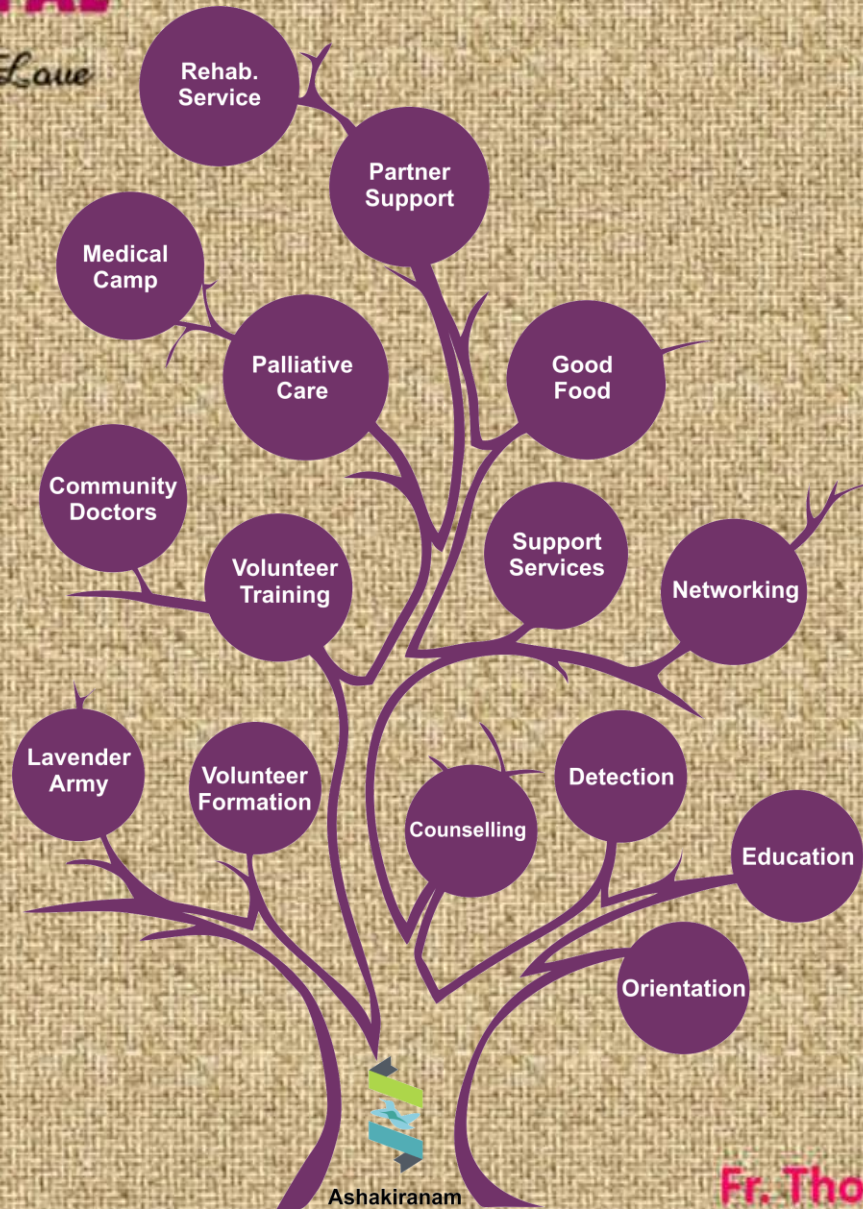 Love
Rehab.
Service
Partner
Support
Medical
Camp
Palliative
Care
Good
Food
Community
Doctors
Volunteer
Training
Support
Services
Networking
Lavender
Army
Volunteer
Formation
Counselling
Detection
Education
Orientation
Ashakiranam
Fr. Tho